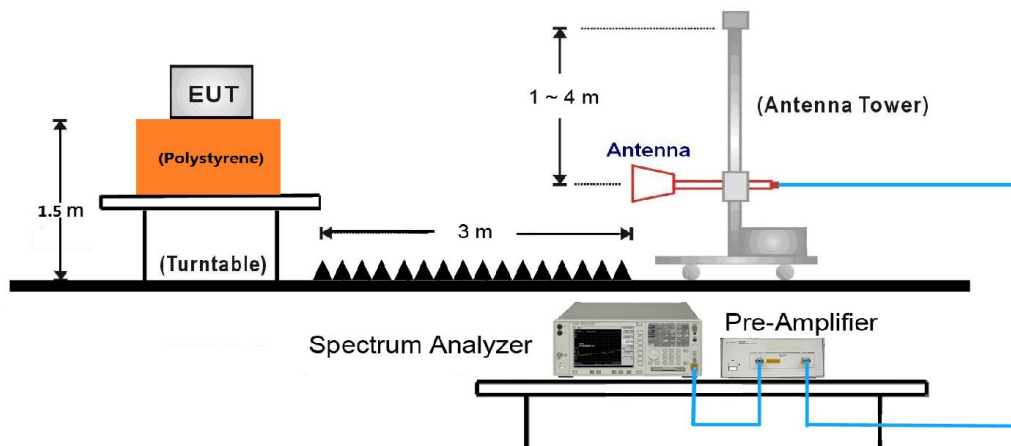 EUT
(Polystyrene)
1.5 m
(Turntable)
3 m
1 ~ 4 m
(Antenna Tower)
Antenna
Spectrum Analyzer
Pre-Amplifier